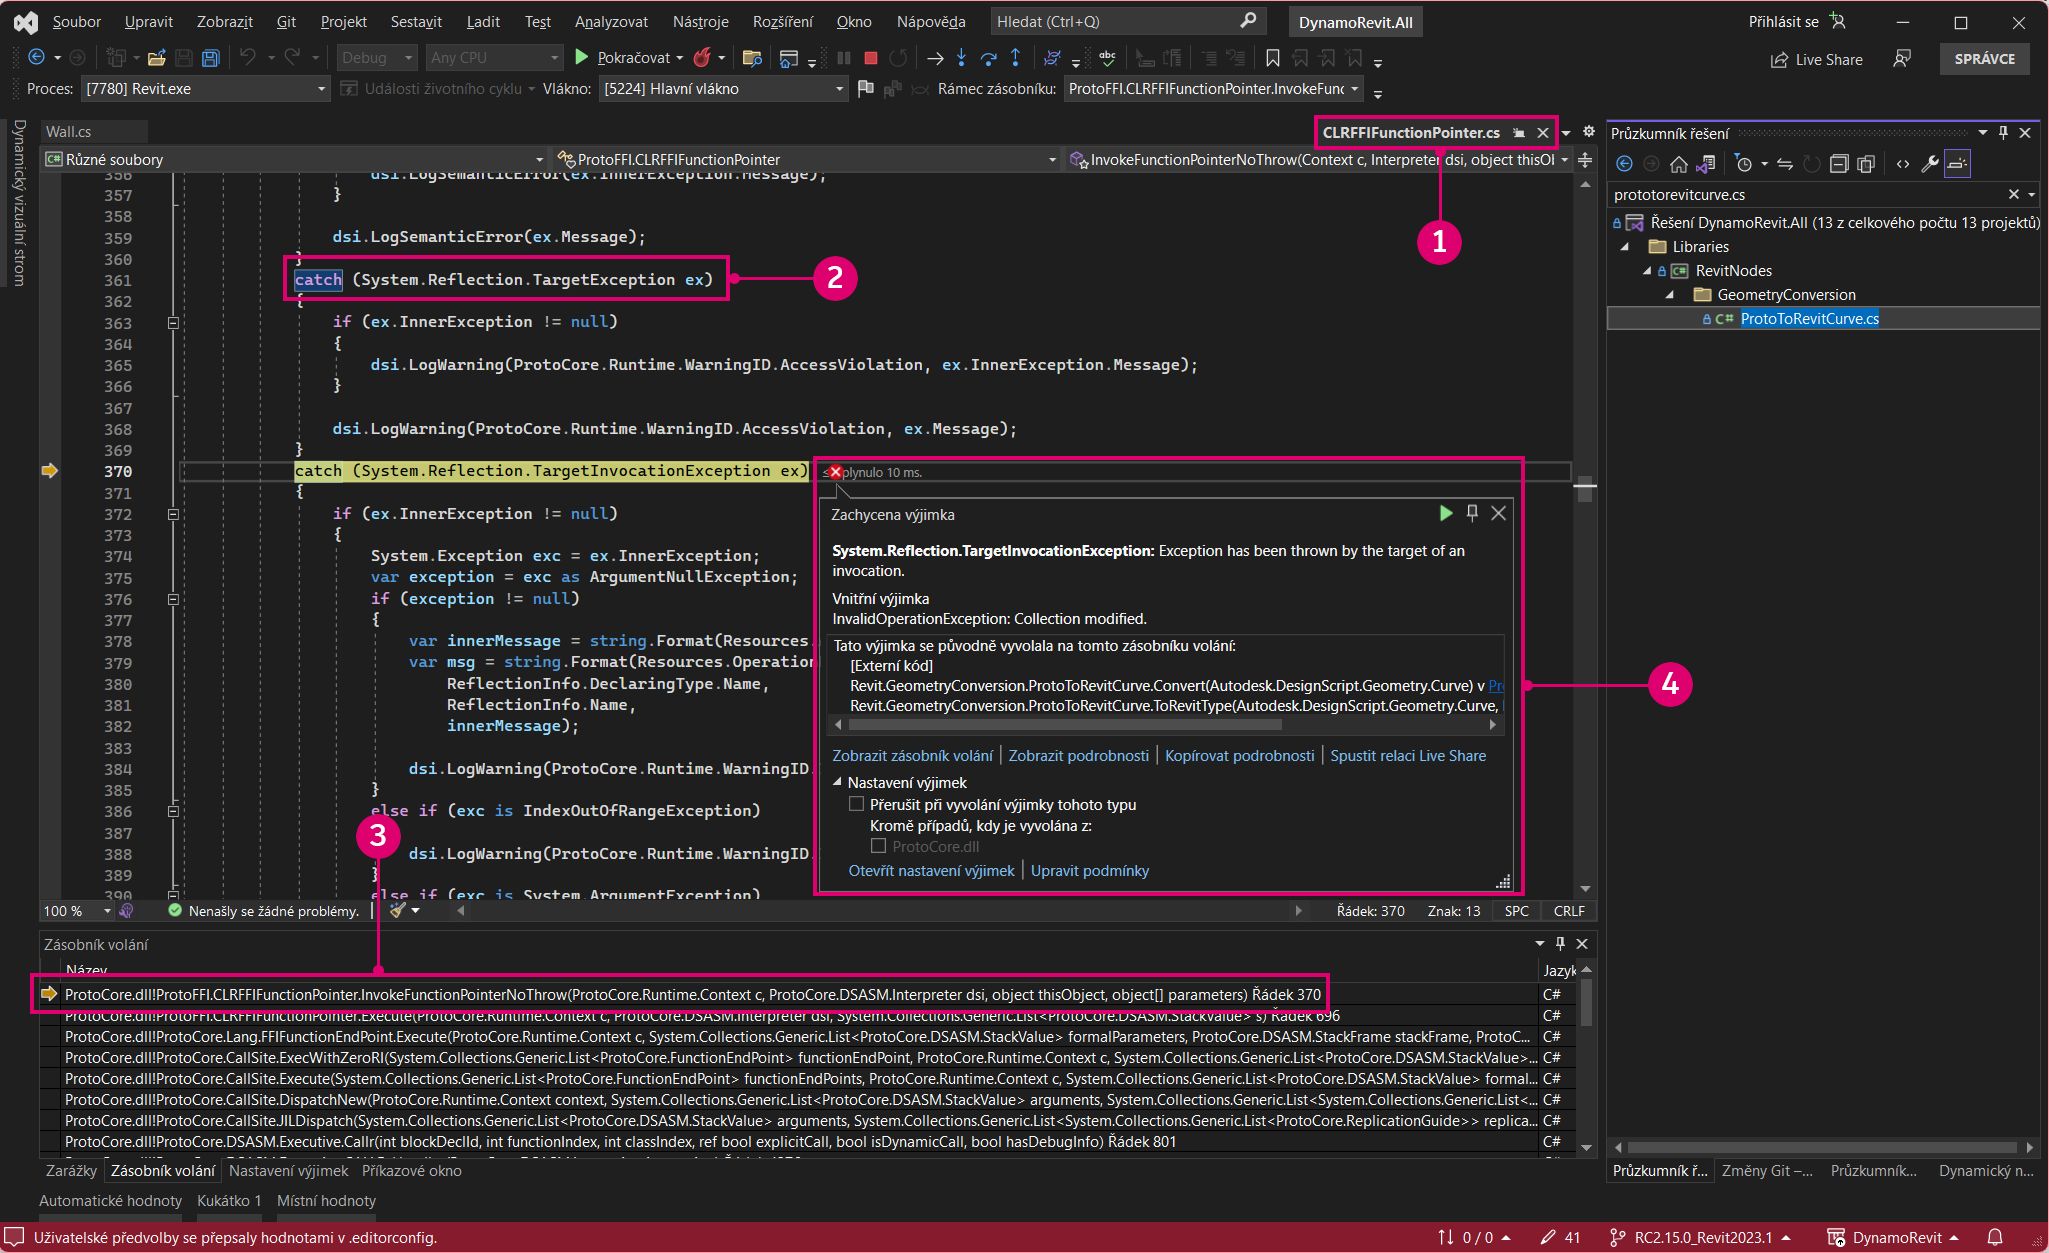 Soubor Upravit Zobrazit Git Projekt Sestavit Ladit Test Analyzovat Nástroje Rozšíření Okno Nápověda Hledat (Ctrl+Q) DynamoRevit.All Přihlásit se
Debug Any CPU Pokračovat Live Share SPRÁVCE
Proces: [7780] Revit.exe Události životního cyklu Vlákno: [5224] Hlavní vlákno Rámec zásobníku: ProtoFFI.CLRFFIFunctionPointer.InvokeFunc
Dynamický vizuální strom
Wall.cs CLRFFIFunctionPointer.cs
Různé soubory ProtoFFI.CLRFFIFunctionPointer InvokeFunctionPointerNoThrow(Context c, Interpreter dsi, object thisOl
356 dsi.LogSemanticError(ex.InnerException.Message);
357 }
358
359 dsi.LogSemanticError(ex.Message);
360 }
361 catch (System.Reflection.TargetException ex)
362 {
363 if (ex.InnerException != null)
364 {
365 dsi.LogWarning(ProtoCore.Runtime.WarningID.AccessViolation, ex.InnerException.Message);
366 }
367
368 dsi.LogWarning(ProtoCore.Runtime.WarningID.AccessViolation, ex.Message);
369 }
370 catch (System.Reflection.TargetInvocationException ex) plynulo 10 ms.
371 {
372 if (ex.InnerException != null)
373 {
374 System.Exception exc = ex.InnerException;
375 var exception = exc as ArgumentNullException;
376 if (exception != null)
377 {
378 var innerMessage = string.Format(Resources.
379 var msg = string.Format(Resources.Operation
380 ReflectionInfo.DeclaringType.Name,
381 ReflectionInfo.Name,
382 innerMessage);
383
384 dsi.LogWarning(ProtoCore.Runtime.WarningID.
385 }
386 else if (exc is IndexOutOfRangeException)
387
388 dsi.LogWarning(ProtoCore.Runtime.WarningID.
389 }
390 else if (exc is System.ArgumentException)
1
2
3
4
Zachycena výjimka
System.Reflection.TargetInvocationException: Exception has been thrown by the target of an
invocation.
Vnitřní výjimka
InvalidOperationException: Collection modified.
Tato výjimka se původně vyvolala na tomto zásobníku volání:
[Externí kód]
Revit.GeometryConversion.ProtoToRevitCurve.Convert(Autodesk.DesignScript.Geometry.Curve) v Pr
Revit.GeometryConversion.ProtoToRevitCurve.ToRevitType(Autodesk.DesignScript.Geometry.Curve,
Zobrazit zásobník volání Zobrazit podrobnosti Kopírovat podrobnosti Spustit relaci Live Share
Nastavení výjimek
Přerušit při vyvolání výjimky tohoto typu
Kromě případů, kdy je vyvolána z:
ProtoCore.dll
Otevřít nastavení výjimek Upravit podmínky
100 % Nenašly se žádné problémy. Řádek: 370 Znak: 13 SPC CRLF
Průzkumník řešení
prototorevitcurve.cs
Řešení DynamoRevit.All (13 z celkového počtu 13 projektů)
Libraries
RevitNodes
GeometryConversion
ProtoToRevitCurve.cs
Zásobník volání
Název Jazyk
ProtoCore.dll!ProtoFFI.CLRFFIFunctionPointer.InvokeFunctionPointerNoThrow(ProtoCore.Runtime.Context c, ProtoCore.DSASM.Interpreter dsi, object thisObject, object[] parameters) Řádek 370 C#
ProtoCore.dll!ProtoFFI.CLRFFIFunctionPointer.Execute(ProtoCore.Runtime.Context c, ProtoCore.DSASM.Interpreter dsi, System.Collections.Generic.List<ProtoCore.DSASM.StackValue> s) Řádek 696 C#
ProtoCore.dll!ProtoCore.Lang.FFIFunctionEndPoint.Execute(ProtoCore.Runtime.Context c, System.Collections.Generic.List<ProtoCore.DSASM.StackValue> formalParameters, ProtoCore.DSASM.StackFrame stackFrame, ProtoC... C#
ProtoCore.dll!ProtoCore.CallSite.ExecWithZeroRI(System.Collections.Generic.List<ProtoCore.FunctionEndPoint> functionEndPoint, ProtoCore.Runtime.Context c, System.Collections.Generic.List<ProtoCore.DSASM.StackValue>... C#
ProtoCore.dll!ProtoCore.CallSite.Execute(System.Collections.Generic.List<ProtoCore.FunctionEndPoint> functionEndPoints, ProtoCore.Runtime.Context c, System.Collections.Generic.List<ProtoCore.DSASM.StackValue> formal... C#
ProtoCore.dll!ProtoCore.CallSite.DispatchNew(ProtoCore.Runtime.Context context, System.Collections.Generic.List<ProtoCore.DSASM.StackValue> arguments, System.Collections.Generic.List<System.Collections.Generic.List<... C#
ProtoCore.dll!ProtoCore.CallSite.JILDispatch(System.Collections.Generic.List<ProtoCore.DSASM.StackValue> arguments, System.Collections.Generic.List<System.Collections.Generic.List<ProtoCore.ReplicationGuide>> replica... C#
ProtoCore.dll!ProtoCore.DSASM.Executive.Callr(int blockDeclId, int functionIndex, int classIndex, ref bool explicitCall, bool isDynamicCall, bool hasDebugInfo) Řádek 801 C#
Zarážky Zásobník volání Nastavení výjimek Příkazové okno
Průzkumník ř... Změny Git –... Průzkumník... Dynamický n...
Automatické hodnoty Kukátko 1 Místní hodnoty
Uživatelské předvolby se přepsaly hodnotami v .editorconfig. 0 / 0 41 RC2.15.0_Revit2023.1 DynamoRevit